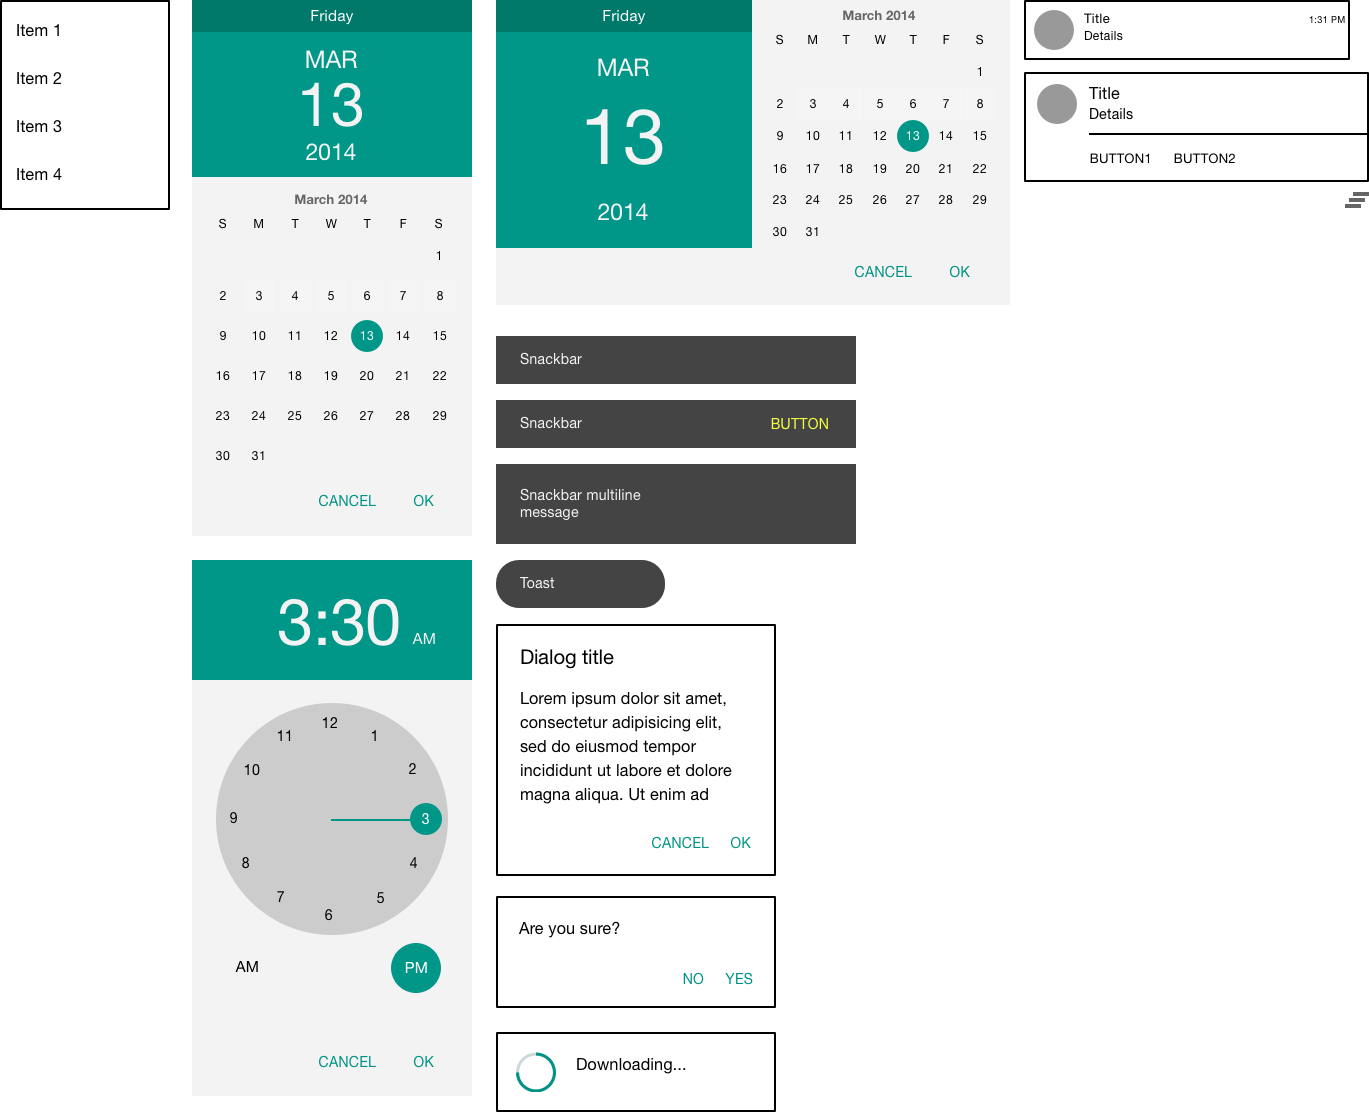 Item 1
Item 2
Item 3
Item 4
Friday
MAR
13
2014
March 2014
S M T W T F S
1
2 3 4 5 6 7 8
9 10 11 12 13 14 15
16 17 18 19 20 21 22
23 24 25 26 27 28 29
30 31
CANCEL OK
3:30 AM
12
11 1
10 2
9 3
8 4
7 5
6
AM PM
CANCEL OK
Friday
MAR
13
2014
March 2014
S M T W T F S
1
2 3 4 5 6 7 8
9 10 11 12 13 14 15
16 17 18 19 20 21 22
23 24 25 26 27 28 29
30 31
CANCEL OK
Snackbar
Snackbar BUTTON
Snackbar multiline
message
Toast
Dialog title
Lorem ipsum dolor sit amet,
consectetur adipisicing elit,
sed do eiusmod tempor
incididunt ut labore et dolore
magna aliqua. Ut enim ad
CANCEL OK
Are you sure?
NO YES
Downloading...
Title 1:31 PM
Details
Title
Details
BUTTON1 BUTTON2